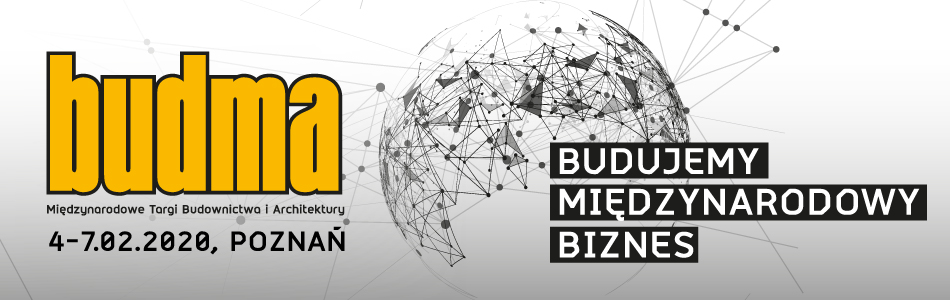 budma
Międzynarodowe Targi Budownictwa i Architektury
4-7.02.2020, POZNAŃ
BUDUJEMY
MIĘDZYNARODOWY
BIZNES